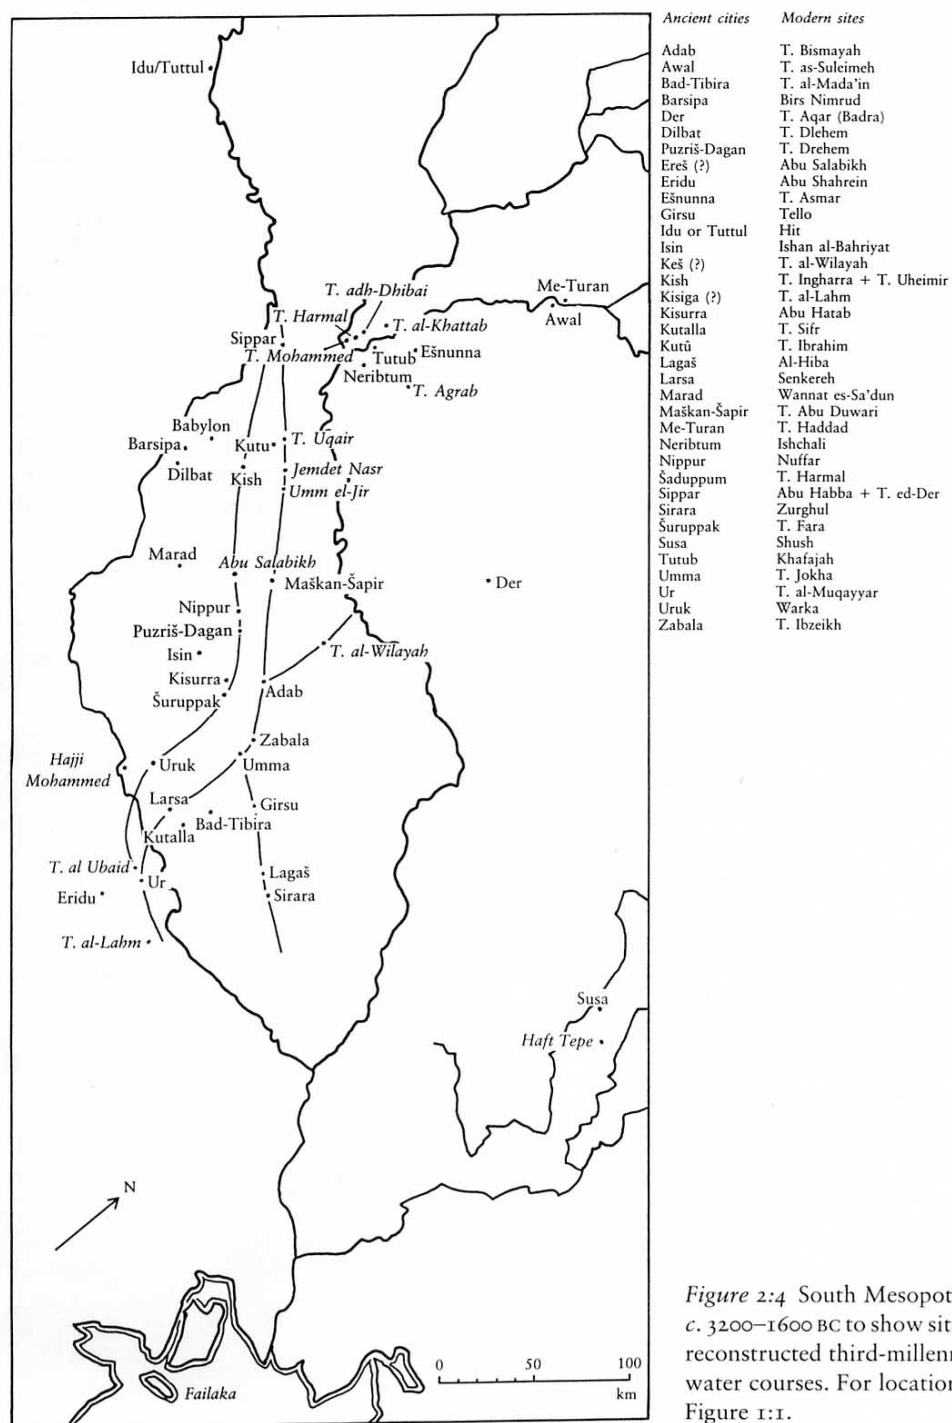 Ancient cities Modern sites
Adab T. Bismayah
Awal T. as-Suleimeh
Bad-Tibira T. al-Mada'in
Barsipa Birs Nimrud
Der T. Aqar (Badra)
Dilbat T. Dlehem
Puzriš-Dagan T. Drehem
Ereš (?) Abu Salabikh
Eridu Abu Shahrein
Ešnunna T. Asmar
Girsu Tello
Idu or Tuttul Hit
Isin Ishan al-Bahriyat
Keš (?) T. al-Wilayah
Kish T. Ingharra + T. Uheimir
Kisiga (?) T. al-Lahm
Kisurra Abu Hatab
Kutalla T. Sifr
Kutû T. Ibrahim
Lagaš Al-Hiba
Larsa Senkereh
Marad Wannat es-Sa'dun
Maškan-Šapir T. Abu Duwari
Me-Turan T. Haddad
Neribtum Ishchali
Nippur Nuffar
Šaduppum T. Harmal
Sippar Abu Habba + T. ed-Der
Sirara Zurghul
Šuruppak T. Fara
Susa Shush
Tutub Khafajah
Umma T. Jokha
Ur T. al-Muqayyar
Uruk Warka
Zabala T. Ibzeikh
Idu/Tuttul
T. adh-Dhibai
Me-Turan
T. Harmal
T. al-Khattab
Awal
Sippar
T. Mohammed
Tutub
Ešnunna
Neribtum
T. Agrab
Babylon
Barsipa
Kutu
T. Uqair
Dilbat
Kish
Jemdet Nasr
Umm el-Jir
Marad
Abu Salabikh
Maškan-Šapir
Der
Nippur
Puzriš-Dagan
Isin
T. al-Wilayah
Kisurra
Adab
Šuruppak
Zabala
Hajji
Mohammed
Uruk
Umma
Larsa
Girsu
Bad-Tibira
Kutalla
T. al Ubaid
Lagaš
Ur
Eridu
Sirara
T. al-Lahm
Susa
Haft Tepe
N
Failaka
0 50 100
km
Figure 2:4 South Mesopot
c. 3200–1600 BC to show sit
reconstructed third-millenn
water courses. For location
Figure 1:1.